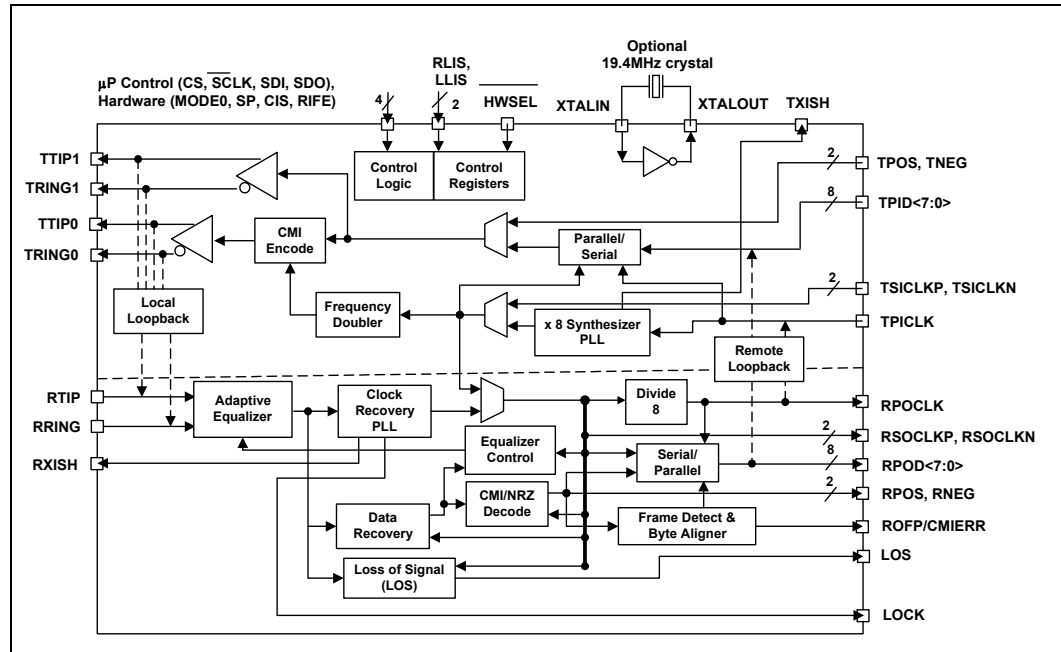 Optional
19.4MHz crystal
μP Control (CS, SCLK, SDI, SDO),
Hardware (MODE0, SP, CIS, RIFE)
RLIS,
LLIS
HWSEL
XTALIN
XTALOUT
TXISH
4
2
TTIP1
TRING1
TTIP0
TRING0
Control
Logic
Control
Registers
2
TPOS, TNEG
8
TPID<7:0>
CMI
Encode
Parallel/
Serial
2
TSICLKP, TSICLKN
Local
Loopback
Frequency
Doubler
x 8 Synthesizer
PLL
TPICLK
Remote
Loopback
RTIP
RRING
RXISH
Adaptive
Equalizer
Clock
Recovery
PLL
Divide
8
RPOCLK
2
RSOCLKP, RSOCLKN
Equalizer
Control
Serial/
Parallel
8
RPOD<7:0>
CMI/NRZ
Decode
2
RPOS, RNEG
Data
Recovery
Frame Detect &
Byte Aligner
ROFP/CMIERR
Loss of Signal
(LOS)
LOS
LOCK